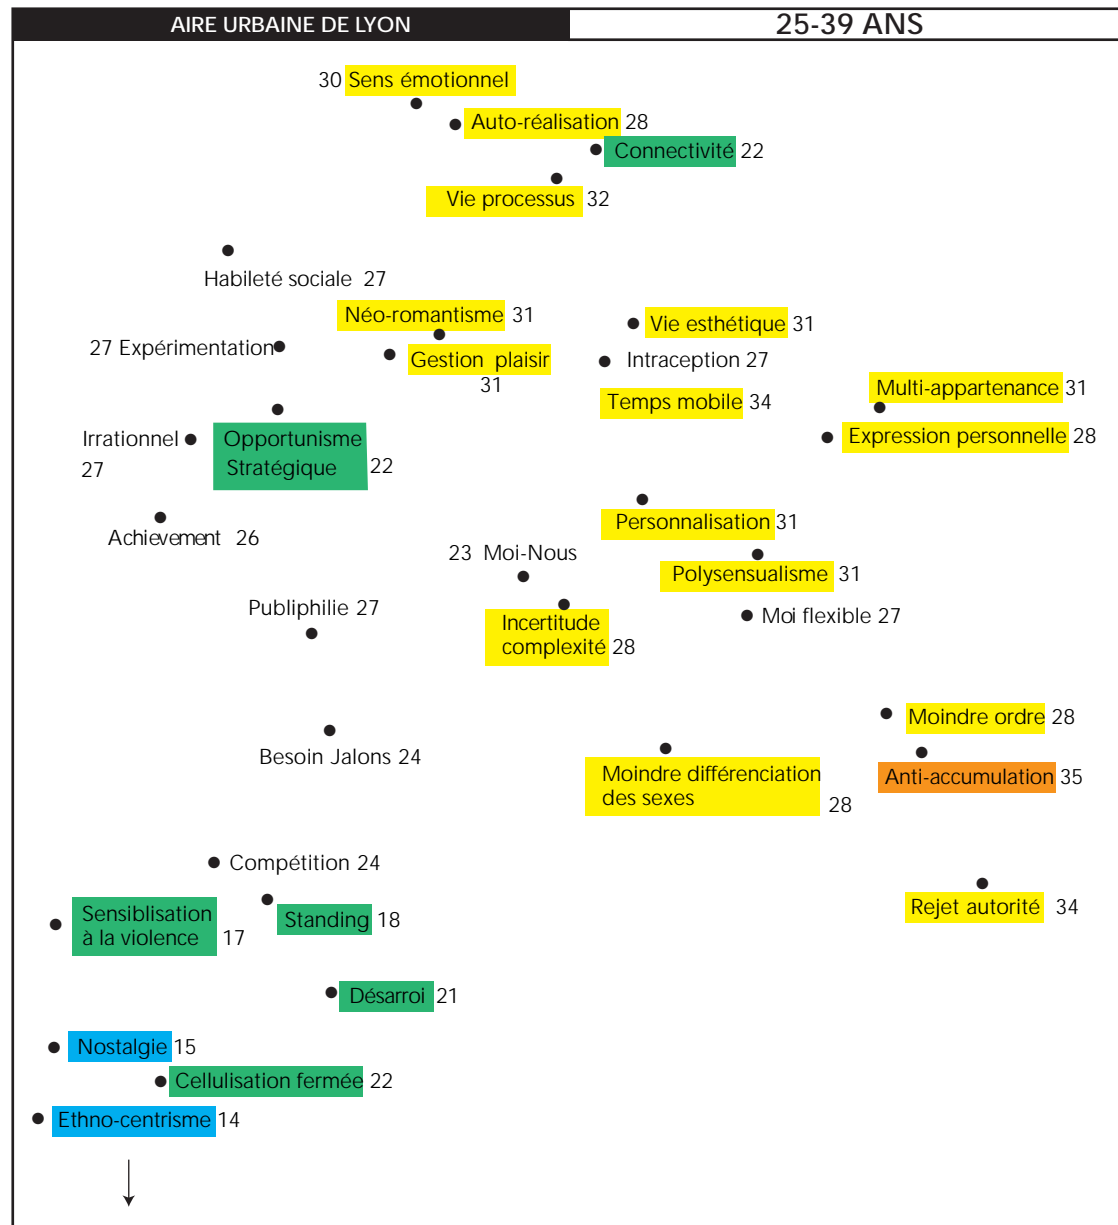 AIRE URBAINE DE LYON
25-39 ANS
30 Sens émotionnel
Auto-réalisation 28
Connectivité 22
Vie processus 32
Habileté sociale 27
Néo-romantisme 31
Vie esthétique 31
27 Expérimentation
Gestion plaisir
31
Intraception 27
Multi-appartenance 31
Temps mobile 34
Irrationnel
27
Opportunisme
Stratégique 22
Expression personnelle 28
Achievement 26
Personnalisation 31
23 Moi-Nous
Polysensualisme 31
Publiphilie 27
Incertitude
complexité 28
Moi flexible 27
Moindre ordre 28
Besoin Jalons 24
Moindre différenciation
des sexes
28
Anti-accumulation 35
Compétition 24
Sensiblisation
à la violence 17
Standing 18
Rejet autorité 34
Désarroi 21
Nostalgie 15
Cellulisation fermée 22
Ethno-centrisme 14